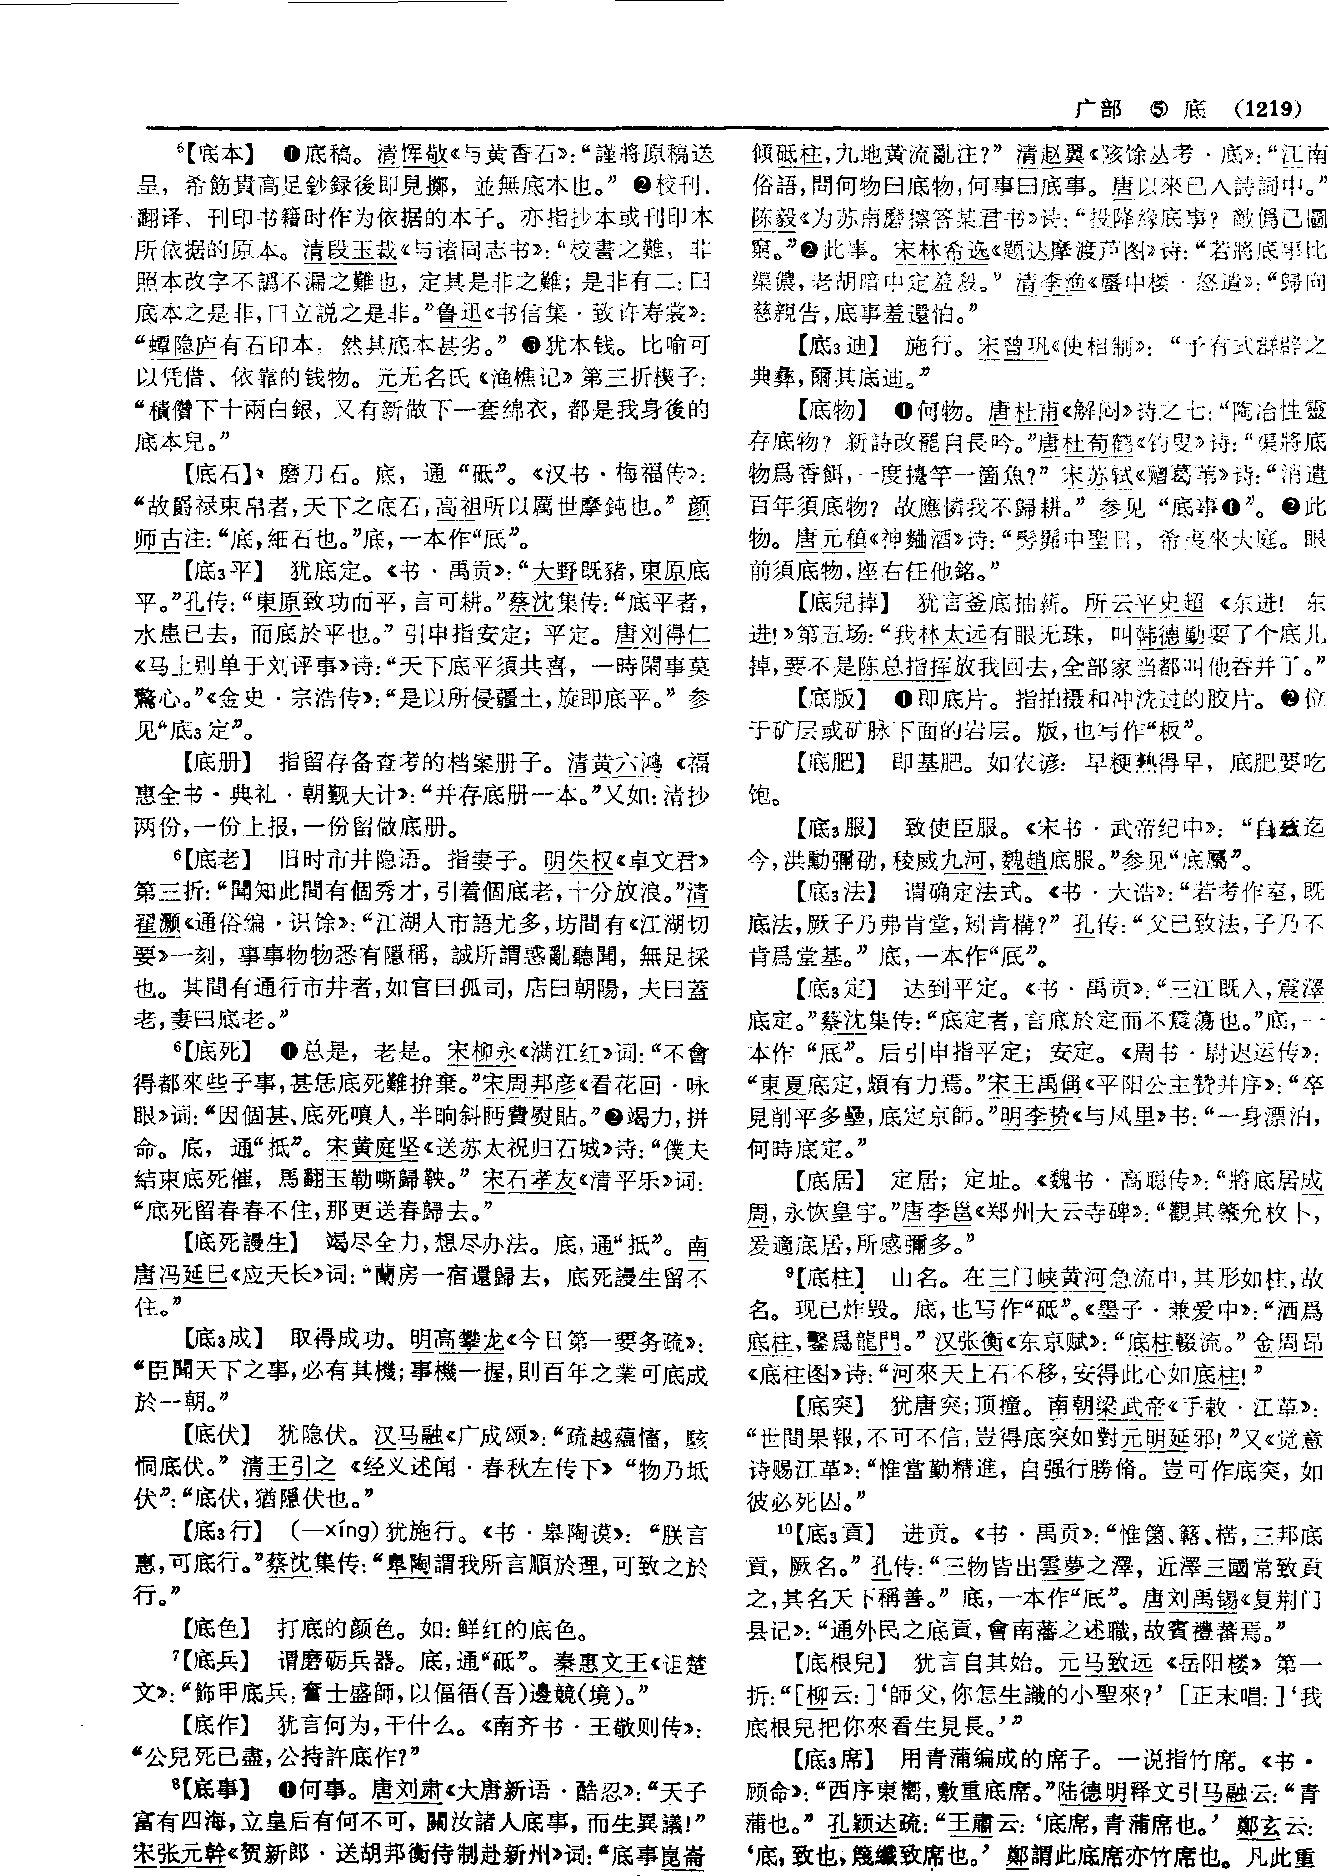 广部 ⑤ 底 (1219)
⁶【底本】 ❶底稿。清恽敬《与黄香石》：“謹將原稿送
呈，希飭貴高足鈔録後即見擲，並無底本也。” ❷校刊、
翻译、刊印书籍时作为依据的本子。亦指抄本或刊印本
所依据的原本。清段玉裁《与诸同志书》：“校書之難，非
照本改字不譌不漏之難也，定其是非之難；是非有二：曰
底本之是非，曰立説之是非。”鲁迅《书信集·致许寿裳》：
“蟫隐庐有石印本，然其底本甚劣。” ❸犹本钱。比喻可
以凭借、依靠的钱物。元无名氏《渔樵记》第三折楔子：
“積儹下十兩白銀，又有新做下一套綿衣，都是我身後的
底本兒。”
【底石】 磨刀石。底，通“砥”。《汉书·梅福传》：
“故爵禄束帛者，天下之底石，高祖所以厲世摩鈍也。” 颜
师古注：“底，細石也。”底，一本作“厎”。
【底₃平】 犹底定。《书·禹贡》：“大野既豬，東原底
平。”孔传：“東原致功而平，言可耕。”蔡沈集传：“底平者，
水患已去，而底於平也。” 引申指安定；平定。唐刘得仁
《马上别单于刘评事》诗：“天下底平須共喜，一時閑事莫
驚心。”《金史·宗浩传》：“是以所侵疆土，旋即底平。” 参
见“底₃定”。
【底册】 指留存备查考的档案册子。清黄六鸿《福
惠全书·典礼·朝觐大计》：“并存底册一本。”又如：清抄
两份，一份上报，一份留做底册。
⁶【底老】 旧时市井隐语。指妻子。明朱权《卓文君》
第三折：“聞知此間有個秀才，引着個底老，十分放浪。”清
翟灏《通俗编·识馀》：“江湖人市語尤多，坊間有《江湖切
要》一刻，事事物物悉有隱稱，誠所謂惑亂聽聞，無足採
也。其間有通行市井者，如官曰孤司，店曰朝陽，夫曰蓋
老，妻曰底老。”
⁶【底死】 ❶总是，老是。宋柳永《满江红》词：“不會
得都來些子事，甚恁底死難拚棄。”宋周邦彦《看花回·咏
眼》词：“因個甚、底死嗔人，半晌斜眄費熨貼。”❷竭力，拼
命。底，通“抵”。宋黄庭坚《送苏太祝归石城》诗：“僕夫
結束底死催，馬翻玉勒嘶歸鞅。” 宋石孝友《清平乐》词：
“底死留春春不住，那更送春歸去。”
【底死謾生】 竭尽全力，想尽办法。底，通“抵”。南
唐冯延巳《应天长》词：“蘭房一宿還歸去，底死謾生留不
住。”
【底₃成】 取得成功。明高攀龙《今日第一要务疏》：
“臣聞天下之事，必有其機；事機一握，則百年之業可底成
於一朝。”
【底伏】 犹隐伏。汉马融《广成颂》：“疏越蘊慉，駭
恫底伏。” 清王引之《经义述闻·春秋左传下》“物乃坻
伏”：“底伏，猶隱伏也。”
【底₃行】 (—xíng) 犹施行。《书·皋陶谟》：“朕言
惠，可底行。”蔡沈集传：“皋陶謂我所言順於理，可致之於
行。”
【底色】 打底的颜色。如：鲜红的底色。
⁷【底兵】 谓磨砺兵器。底，通“砥”。秦惠文王《诅楚
文》：“飾甲底兵，奮士盛師，以偪㐳(吾)邊競(境)。”
【底作】 犹言何为，干什么。《南齐书·王敬则传》：
“公兒死已盡，公持許底作？”
⁸【底事】 ❶何事。唐刘肃《大唐新语·酷忍》：“天子
富有四海，立皇后有何不可，關汝諸人底事，而生異議！”
宋张元幹《贺新郎·送胡邦衡侍制赴新州》词：“底事崑崙
傾砥柱，九地黄流亂注？” 清赵翼《陔馀丛考·底》：“江南
俗語，問何物曰底物，何事曰底事。唐以來已入詩詞中。”
陈毅《为苏南磨擦答某君书》诗：“投降緣底事？敵僞已圖
窮。”❷此事。宋林希逸《题达摩渡芦图》诗：“若將底事比
渠儂，老胡暗中定羞殺。” 清李渔《蜃中楼·怒遣》：“歸向
慈親告，底事羞還怕。”
【底₃迪】 施行。宋曾巩《使相制》：“予有式群辟之
典彝，爾其底迪。”
【底物】 ❶何物。唐杜甫《解闷》诗之七：“陶冶性靈
存底物？新詩改罷自長吟。”唐杜荀鹤《钓叟》诗：“渠將底
物爲香餌，一度擡竿一箇魚？” 宋苏轼《赠葛苇》诗：“消遣
百年須底物？故應憐我不歸耕。” 参见“底事❶”。 ❷此
物。唐元稹《神麯酒》诗：“劈開中聖日，希夷來大庭。眼
前須底物，座右任他銘。”
【底兒掉】 犹言釜底抽薪。所云平史超《东进！东
进！》第五场：“我林太远有眼无珠，叫韩德勤耍了个底儿
掉，要不是陈总指挥放我回去，全部家当都叫他吞并了。”
【底版】 ❶即底片。指拍摄和冲洗过的胶片。❷位
于矿层或矿脉下面的岩层。版，也写作“板”。
【底肥】 即基肥。如农谚：早粳熟得早，底肥要吃
饱。
【底₃服】 致使臣服。《宋书·武帝纪中》：“自兹迄
今，洪勳彌劭，稜威九河，魏趙底服。”参见“底屬”。
【底₃法】 谓确定法式。《书·大诰》：“若考作室，既
底法，厥子乃弗肯堂，矧肯構？” 孔传：“父已致法，子乃不
肯爲堂基。” 底，一本作“厎”。
【底₃定】 达到平定。《书·禹贡》：“三江既入，震澤
底定。”蔡沈集传：“底定者，言底於定而不震蕩也。”底，一
本作“厎”。后引申指平定；安定。《周书·尉迟运传》：
“東夏底定，頗有力焉。”宋王禹偁《平阳公主赞并序》：“卒
見削平多壘，底定京師。”明李贽《与凤里》书：“一身漂泊，
何時底定。”
【底居】 定居；定址。《魏书·高聪传》：“將底居成
周，永恢皇宇。”唐李邕《郑州大云寺碑》：“觀其繁允枚卜，
爰適底居，所感彌多。”
⁹【底柱】 山名。在三门峡黄河急流中，其形如柱，故
名。现已炸毁。底，也写作“砥”。《墨子·兼爱中》：“洒爲
底柱，鑿爲龍門。” 汉张衡《东京赋》：“底柱輟流。” 金周昂
《底柱图》诗：“河來天上石不移，安得此心如底柱！”
【底突】 犹唐突；顶撞。南朝梁武帝《手敕·江革》：
“世間果報，不可不信，豈得底突如對元明延邪！”又《觉意
诗赐江革》：“惟當勤精進，自强行勝脩。豈可作底突，如
彼必死囚。”
¹⁰【底₃貢】 进贡。《书·禹贡》：“惟箘、簵、楛，三邦底
貢，厥名。” 孔传：“三物皆出雲夢之澤，近澤三國常致貢
之，其名天下稱善。” 底，一本作“厎”。唐刘禹锡《复荆门
县记》：“通外民之底貢，會南藩之述職，故賓禮蕃焉。”
【底根兒】 犹言自其始。元马致远《岳阳楼》第一
折：“[柳云：]‘師父，你怎生識的小聖來？’ [正末唱：]‘我
底根兒把你來看生見長。’”
【底₃席】 用青蒲编成的席子。一说指竹席。《书·
顾命》：“西序東嚮，敷重底席。”陆德明释文引马融云：“青
蒲也。” 孔颖达疏：“王肅云：‘底席，青蒲席也。’ 鄭玄云：
‘底，致也，篾纖致席也。’ 鄭謂此底席亦竹席也。凡此重